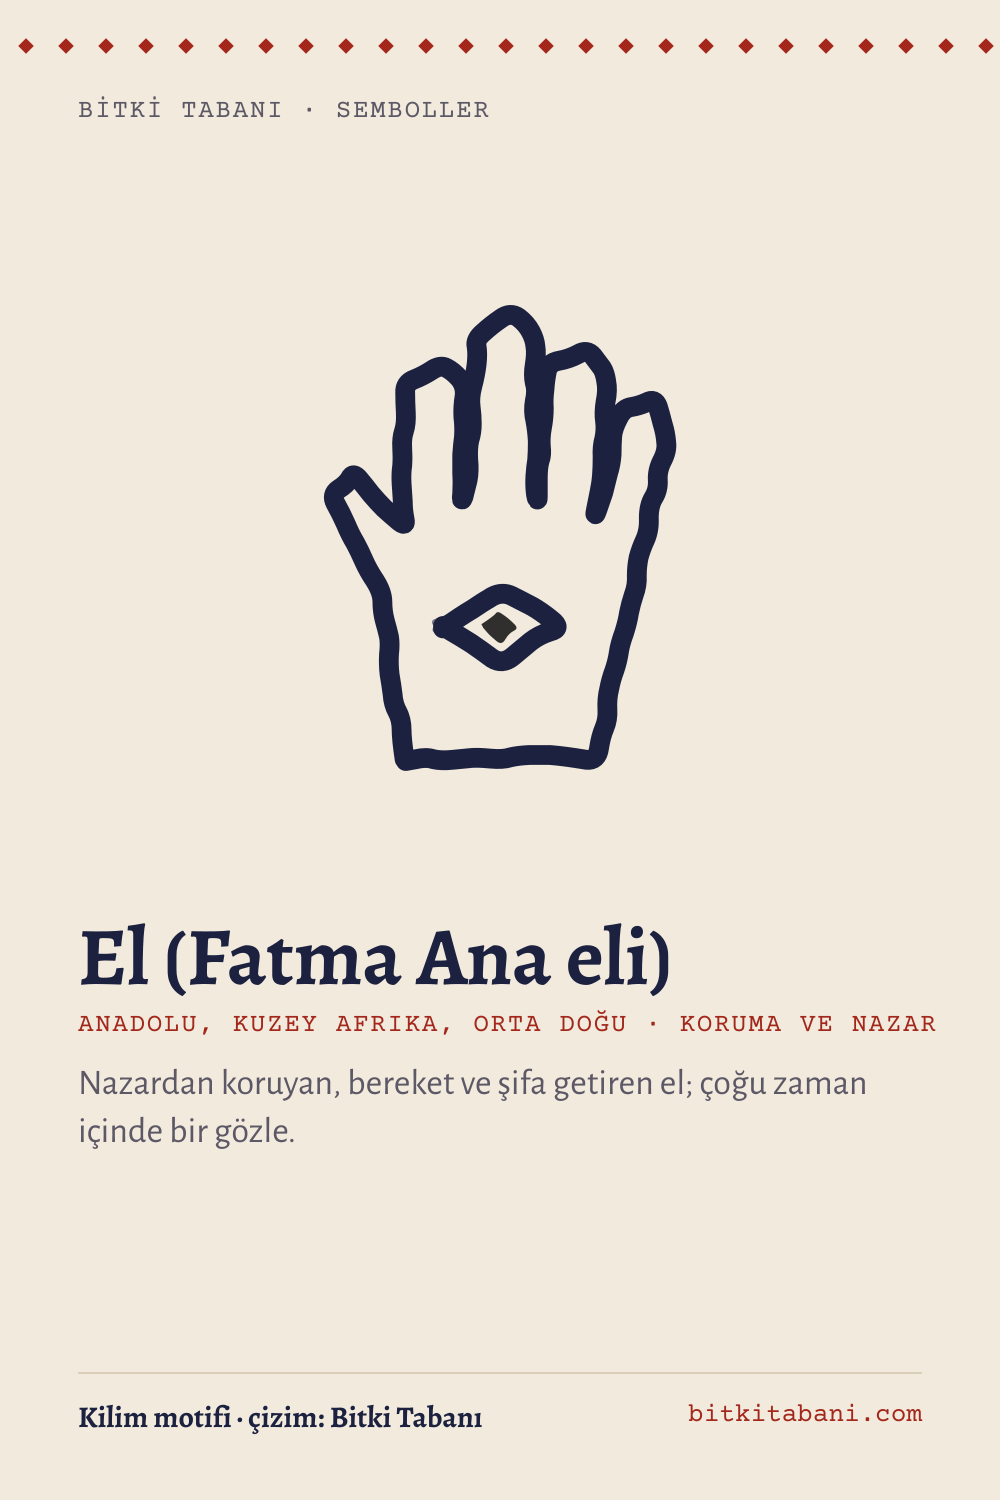 BİTKİ TABANI · SEMBOLLER
El (Fatma Ana eli)
ANADOLU, KUZEY AFRIKA, ORTA DOĞU · KORUMA VE NAZAR
Nazardan koruyan, bereket ve şifa getiren el; çoğu zaman
içinde bir gözle.
Kilim motifi · çizim: Bitki Tabanı
bitkitabani.com